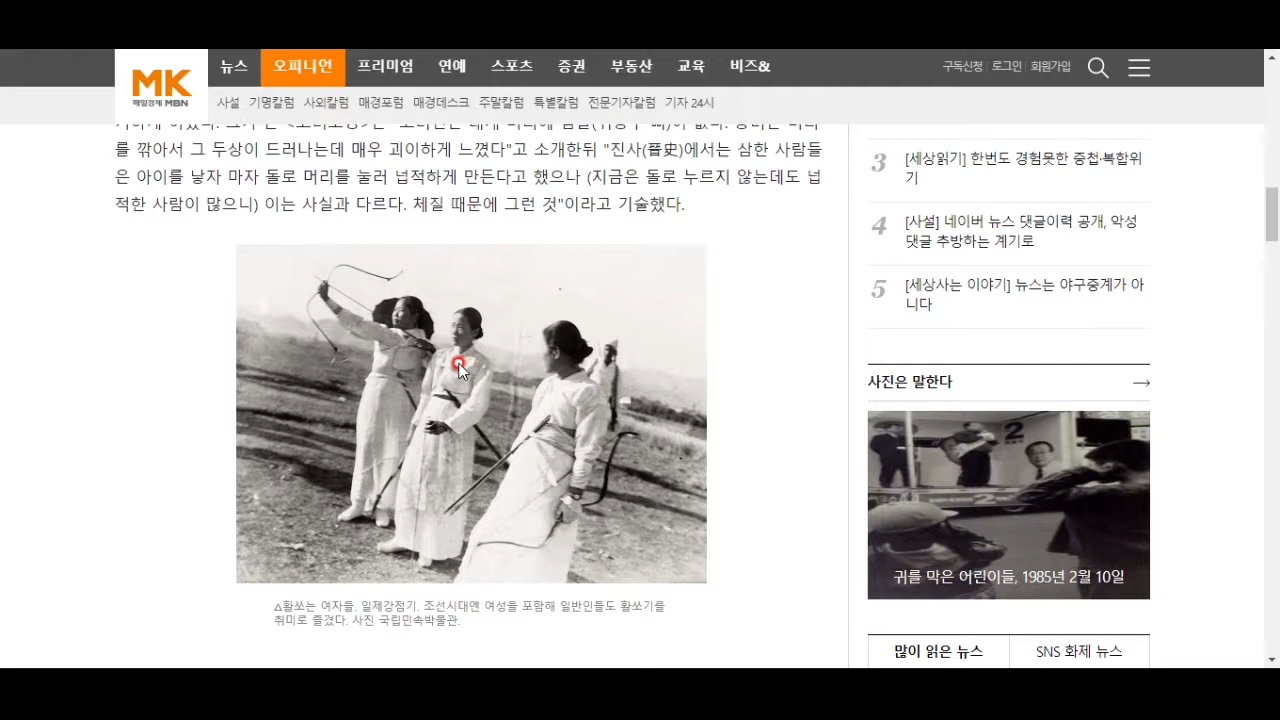 MK
매일경제 MBN
뉴스 오피니언 프리미엄 연예 스포츠 증권 부동산 교육 비즈&
구독신청 로그인 회원가입
사설 기명칼럼 사외칼럼 매경포럼 매경데스크 주말칼럼 특별칼럼 전문기자칼럼 기자 24시
를 깎아서 그 두상이 드러나는데 매우 괴이하게 느꼈다"고 소개한뒤 "진사(晉史)에서는 삼한 사람들
은 아이를 낳자 마자 돌로 머리를 눌러 넙적하게 만든다고 했으나 (지금은 돌로 누르지 않는데도 넙
적한 사람이 많으니) 이는 사실과 다르다. 체질 때문에 그런 것"이라고 기술했다.
△활쏘는 여자들. 일제강점기. 조선시대엔 여성을 포함해 일반인들도 활쏘기를
취미로 즐겼다. 사진 국립민속박물관.
3 [세상읽기] 한번도 경험못한 중첩·복합위
기
4 [사설] 네이버 뉴스 댓글이력 공개, 악성
댓글 추방하는 계기로
5 [세상사는 이야기] 뉴스는 야구중계가 아
니다
사진은 말한다 →
2
2
귀를 막은 어린이들, 1985년 2월 10일
많이 읽은 뉴스 SNS 화제 뉴스